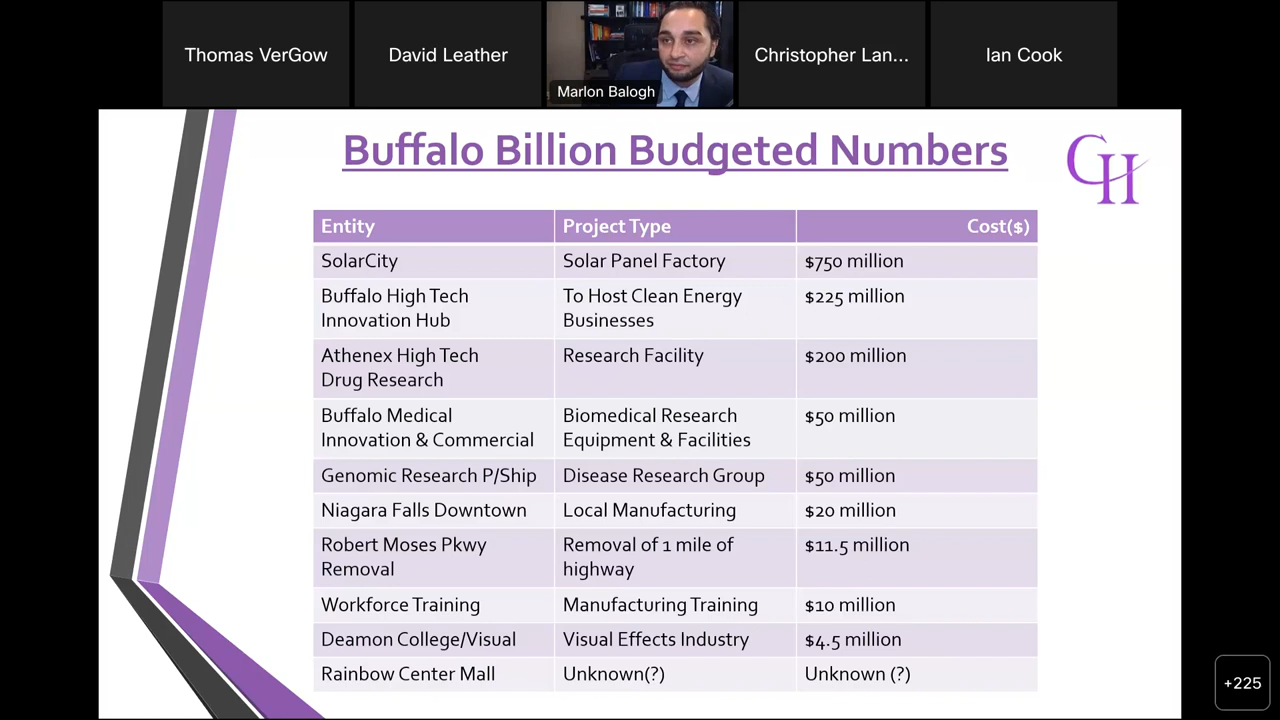 Thomas VerGow
David Leather
Marlon Balogh
Christopher Lan...
Ian Cook
Buffalo Billion Budgeted Numbers
CH
Entity Project Type Cost($)
SolarCity Solar Panel Factory $750 million
Buffalo High Tech To Host Clean Energy $225 million
Innovation Hub Businesses
Athenex High Tech Research Facility $200 million
Drug Research
Buffalo Medical Biomedical Research $50 million
Innovation & Commercial Equipment & Facilities
Genomic Research P/Ship Disease Research Group $50 million
Niagara Falls Downtown Local Manufacturing $20 million
Robert Moses Pkwy Removal of 1 mile of $11.5 million
Removal highway
Workforce Training Manufacturing Training $10 million
Deamon College/Visual Visual Effects Industry $4.5 million
Rainbow Center Mall Unknown(?) Unknown (?)
+225